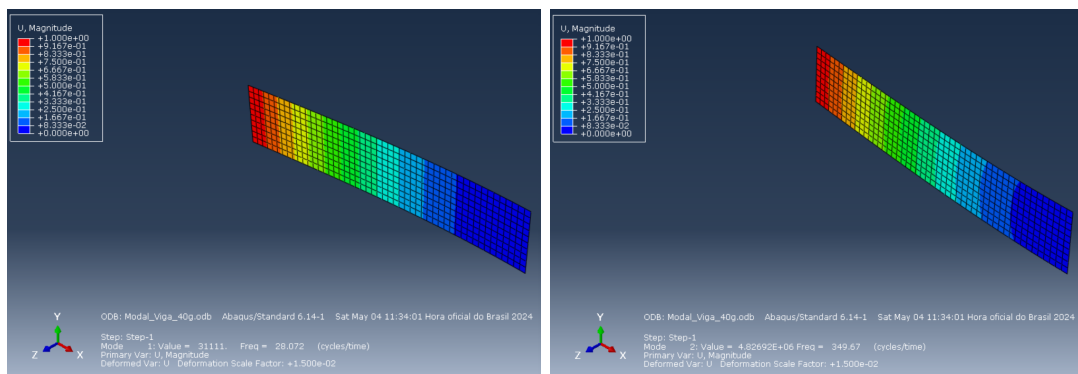 U, Magnitude
+1.000e+00
+9.167e-01
+8.333e-01
+7.500e-01
+6.667e-01
+5.833e-01
+5.000e-01
+4.167e-01
+3.333e-01
+2.500e-01
+1.667e-01
+8.333e-02
+0.000e+00
Y
Z X
ODB: Modal_Viga_40g.odb Abaqus/Standard 6.14-1 Sat May 04 11:34:01 Hora oficial do Brasil 2024
Step: Step-1
Mode 1: Value = 31111. Freq = 28.072 (cycles/time)
Primary Var: U, Magnitude
Deformed Var: U Deformation Scale Factor: +1.500e-02
U, Magnitude
+1.000e+00
+9.167e-01
+8.333e-01
+7.500e-01
+6.667e-01
+5.833e-01
+5.000e-01
+4.167e-01
+3.333e-01
+2.500e-01
+1.667e-01
+8.333e-02
+0.000e+00
Y
Z X
ODB: Modal_Viga_40g.odb Abaqus/Standard 6.14-1 Sat May 04 11:34:01 Hora oficial do Brasil 2024
Step: Step-1
Mode 2: Value = 4.82692E+06 Freq = 349.67 (cycles/time)
Primary Var: U, Magnitude
Deformed Var: U Deformation Scale Factor: +1.500e-02